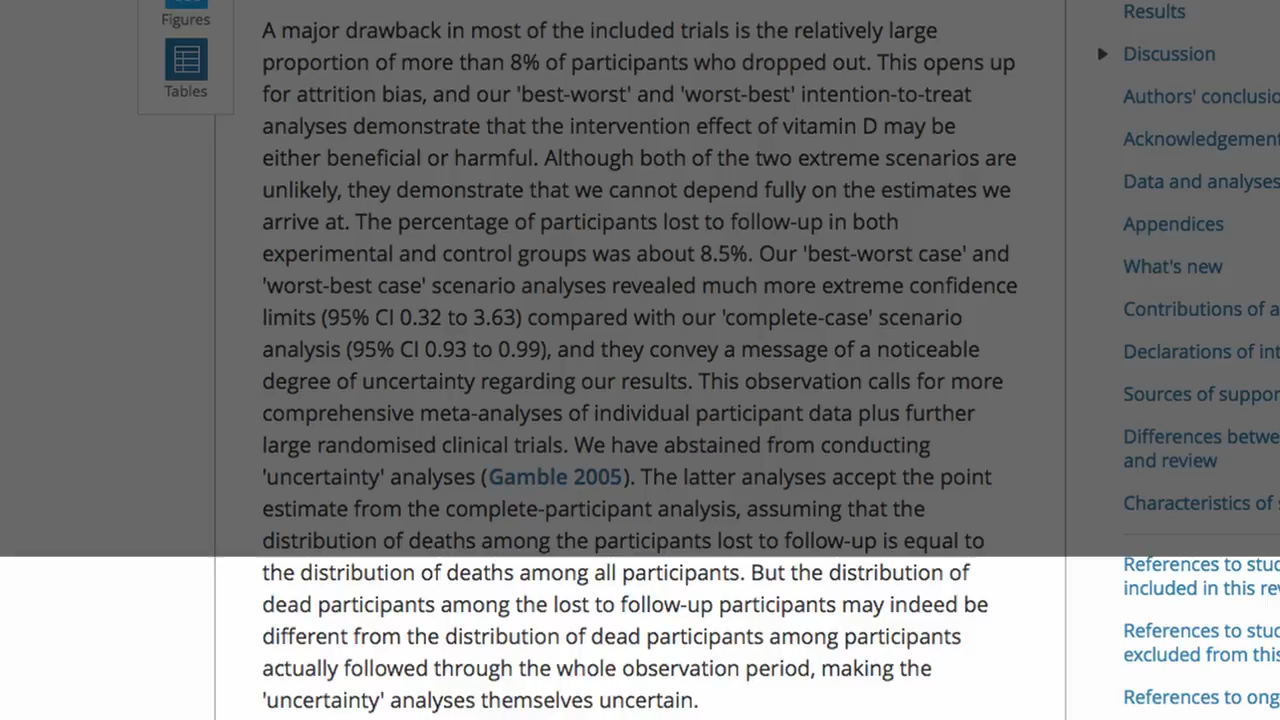 Figures
Tables
A major drawback in most of the included trials is the relatively large
proportion of more than 8% of participants who dropped out. This opens up
for attrition bias, and our 'best-worst' and 'worst-best' intention-to-treat
analyses demonstrate that the intervention effect of vitamin D may be
either beneficial or harmful. Although both of the two extreme scenarios are
unlikely, they demonstrate that we cannot depend fully on the estimates we
arrive at. The percentage of participants lost to follow-up in both
experimental and control groups was about 8.5%. Our 'best-worst case' and
'worst-best case' scenario analyses revealed much more extreme confidence
limits (95% CI 0.32 to 3.63) compared with our 'complete-case' scenario
analysis (95% CI 0.93 to 0.99), and they convey a message of a noticeable
degree of uncertainty regarding our results. This observation calls for more
comprehensive meta-analyses of individual participant data plus further
large randomised clinical trials. We have abstained from conducting
'uncertainty' analyses (Gamble 2005). The latter analyses accept the point
estimate from the complete-participant analysis, assuming that the
distribution of deaths among the participants lost to follow-up is equal to
the distribution of deaths among all participants. But the distribution of
dead participants among the lost to follow-up participants may indeed be
different from the distribution of dead participants among participants
actually followed through the whole observation period, making the
'uncertainty' analyses themselves uncertain.
Results
Discussion
Authors' conclusio
Acknowledgement
Data and analyses
Appendices
What's new
Contributions of a
Declarations of int
Sources of suppor
Differences betwe
and review
Characteristics of
References to stud
included in this rev
References to stud
excluded from this
References to ong